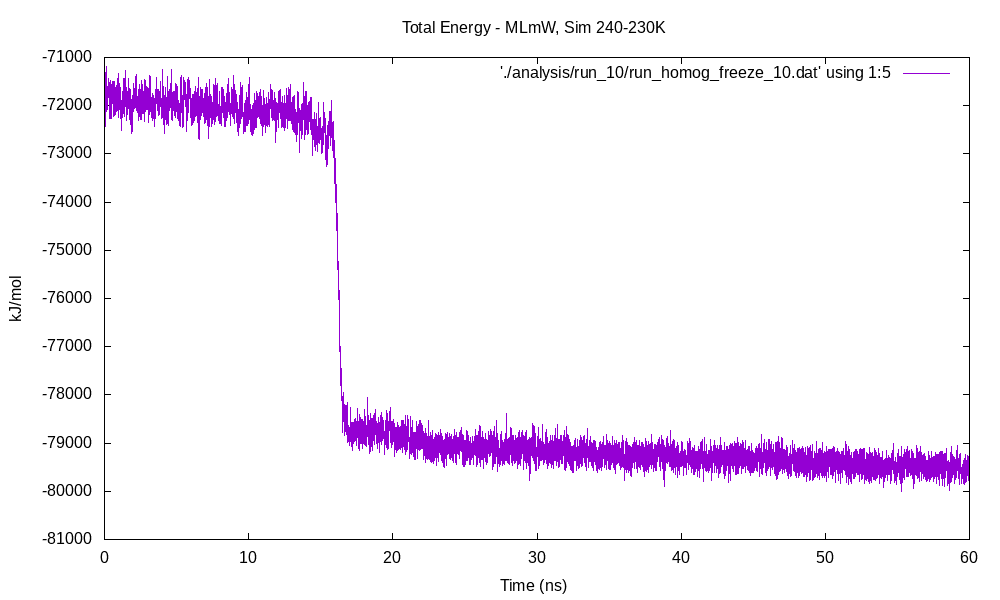 Total Energy - MLmW, Sim 240-230K
'./analysis/run_10/run_homog_freeze_10.dat' using 1:5
-71000
-72000
-73000
-74000
-75000
-76000
-77000
-78000
-79000
-80000
-81000
kJ/mol
0 10 20 30 40 50 60
Time (ns)